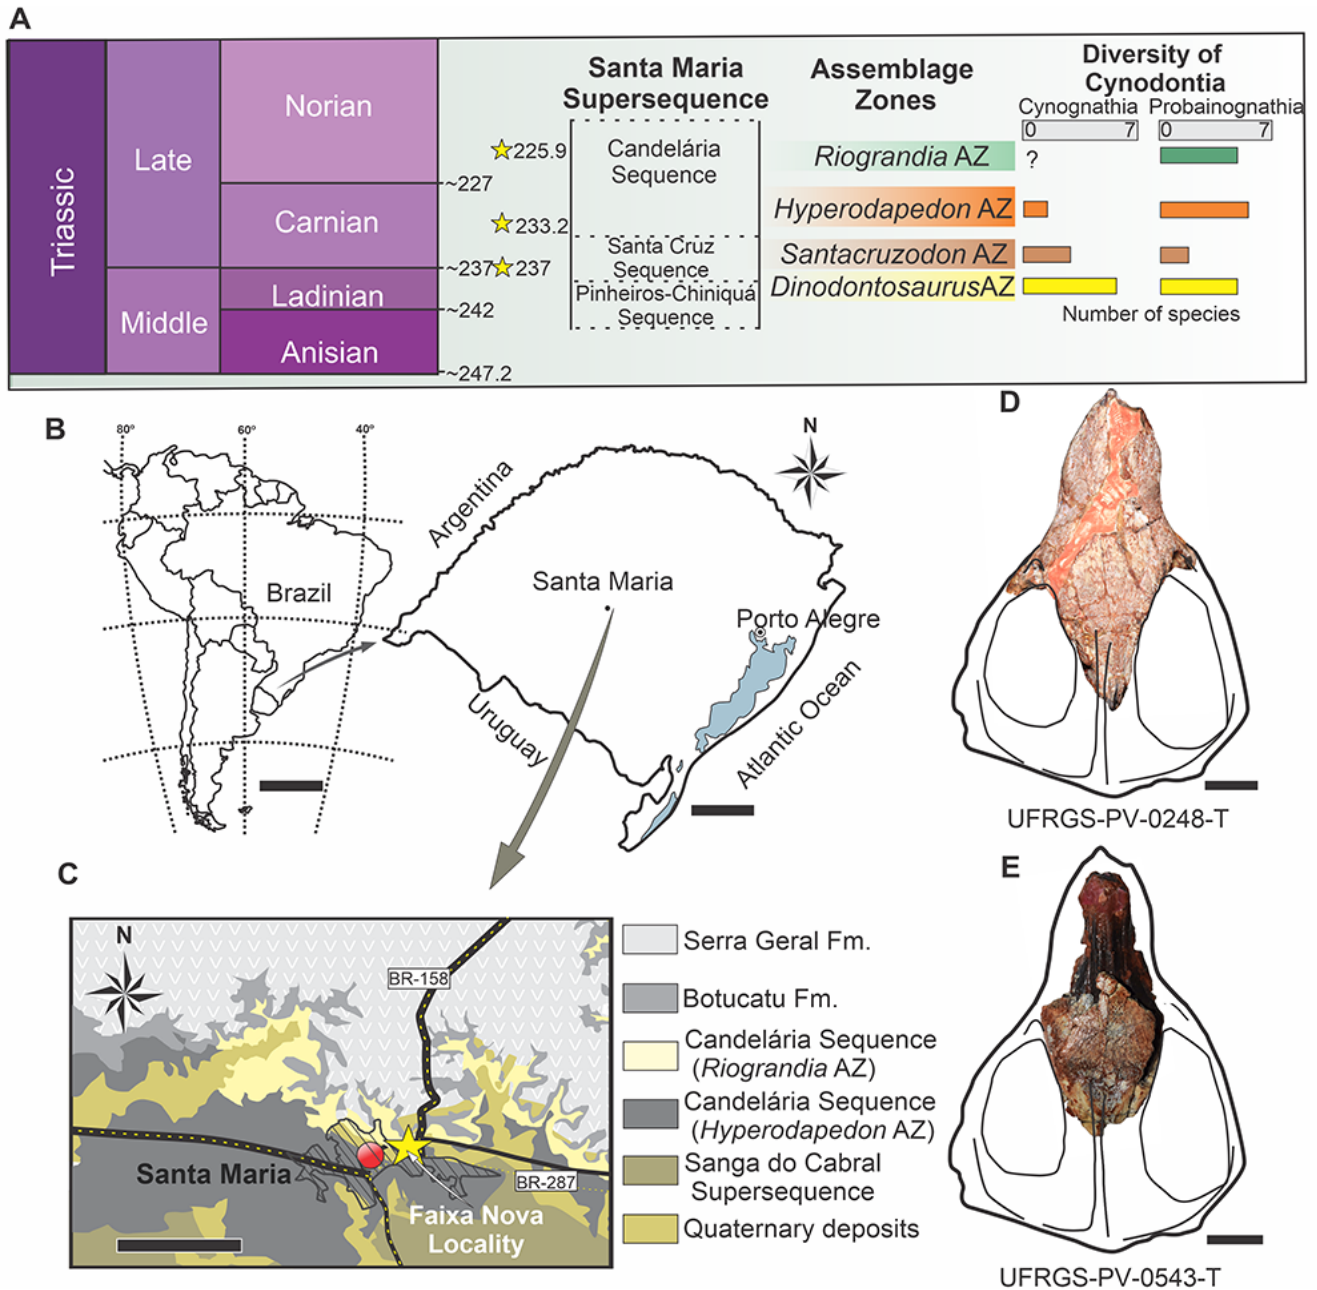 A
Triassic
Late
Middle
Norian
Carnian
Ladinian
Anisian
225.9
~227
233.2
~237
237
~242
~247.2
Santa Maria
Supersequence
Candelária
Sequence
Santa Cruz
Sequence
Pinheiros-Chiniquá
Sequence
Assemblage
Zones
Riograndia AZ
Hyperodapedon AZ
Santacruzodon AZ
DinodontosaurusAZ
Diversity of
Cynodontia
Cynognathia Probainognathia
0 7 0 7
?
Number of species
B
80°
60°
40°
Brazil
Argentina
N
Santa Maria
Porto Alegre
Uruguay
Atlantic Ocean
C
N
BR-158
Santa Maria
BR-287
Faixa Nova
Locality
Serra Geral Fm.
Botucatu Fm.
Candelária Sequence
(Riograndia AZ)
Candelária Sequence
(Hyperodapedon AZ)
Sanga do Cabral
Supersequence
Quaternary deposits
D
UFRGS-PV-0248-T
E
UFRGS-PV-0543-T